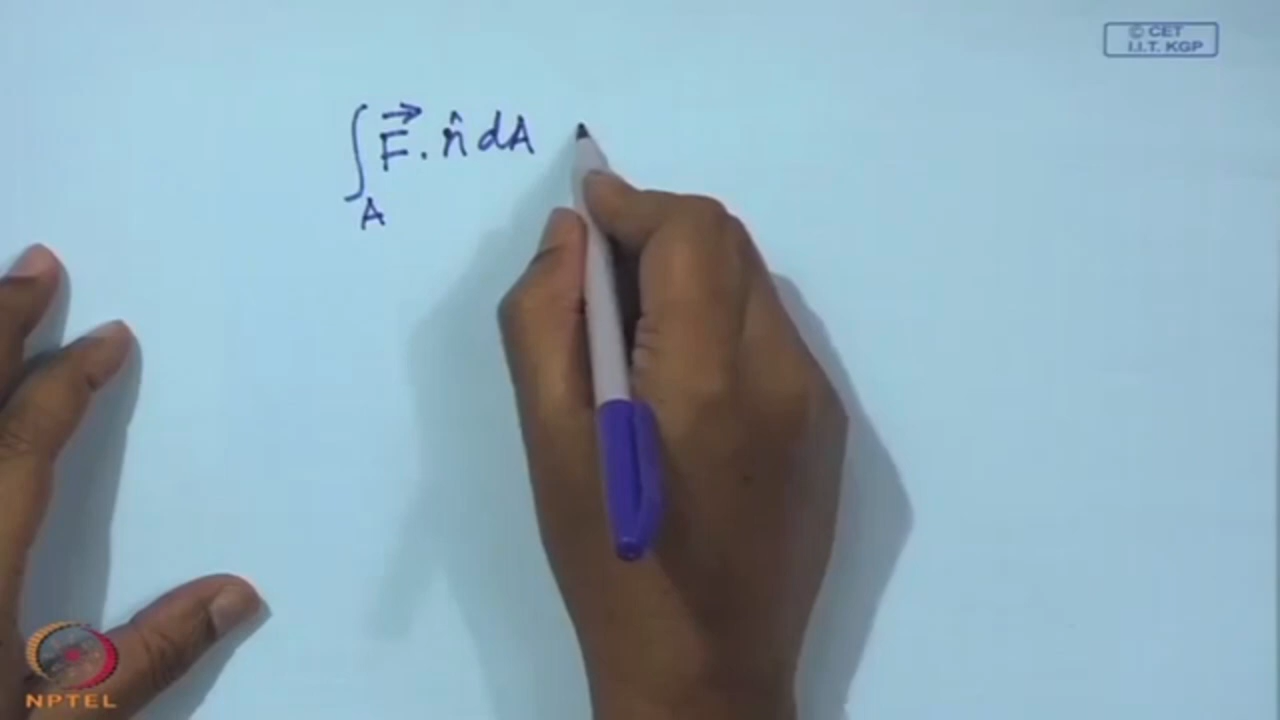 © CET
I.I.T. KGP
∫_A F⃗ . n̂ dA
NPTEL